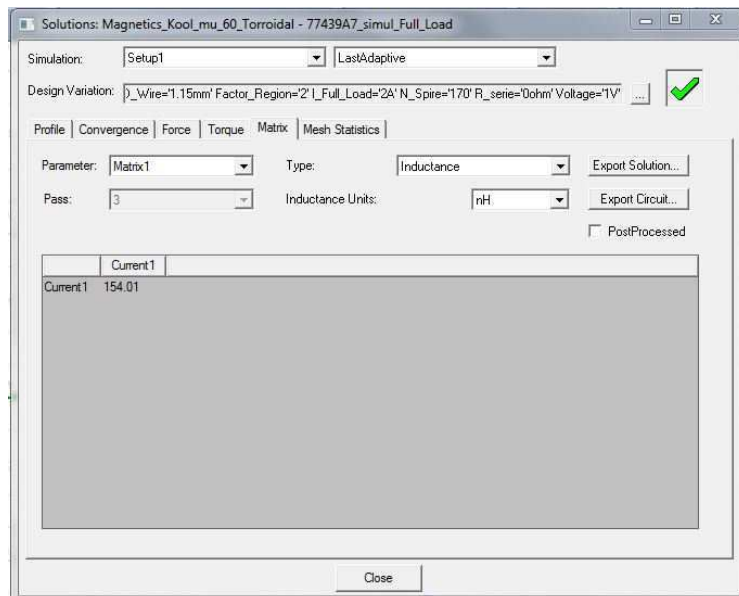 Solutions: Magnetics_Kool_mu_60_Torroidal - 77439A7_simul_Full_Load
Simulation: Setup1 LastAdaptive
Design Variation: )_Wire='1.15mm' Factor_Region='2' I_Full_Load='2A' N_Spire='170' R_serie='0ohm' Voltage='1V' ...
Profile Convergence Force Torque Matrix Mesh Statistics
Parameter: Matrix1 Type: Inductance Export Solution...
Pass: 3 Inductance Units: nH Export Circuit...
PostProcessed
Current1
Current1 154.01
Close